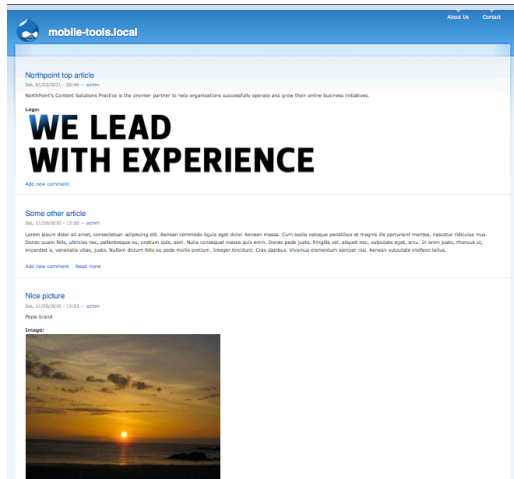 About Us Contact
mobile-tools.local
Northpoint top article
Sat, 01/22/2011 - 00:46 — admin
NorthPoint's Content Solutions Practice is the premier partner to help organizations successfully operate and grow their online business initiatives.
Logo:
WE LEAD
WITH EXPERIENCE
Add new comment
Some other article
Sat, 11/20/2010 - 15:20 — admin
Lorem ipsum dolor sit amet, consectetuer adipiscing elit. Aenean commodo ligula eget dolor. Aenean massa. Cum sociis natoque penatibus et magnis dis parturient montes, nascetur ridiculus mus.
Donec quam felis, ultricies nec, pellentesque eu, pretium quis, sem. Nulla consequat massa quis enim. Donec pede justo, fringilla vel, aliquet nec, vulputate eget, arcu. In enim justo, rhoncus ut,
imperdiet a, venenatis vitae, justo. Nullam dictum felis eu pede mollis pretium. Integer tincidunt. Cras dapibus. Vivamus elementum semper nisi. Aenean vulputate eleifend tellus.
Add new comment Read more
Nice picture
Sat, 11/20/2010 - 15:03 — admin
Pepsi brand
Image: